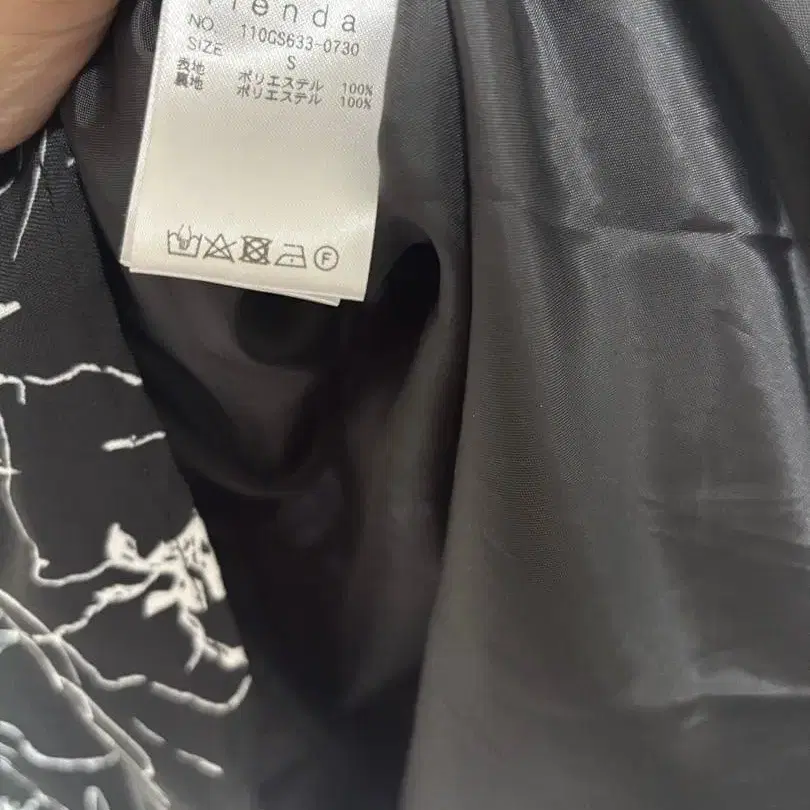 rienda
NO. 110GS633-0730
SIZE S
表地 ポリエステル 100%
裏地 ポリエステル 100%
F